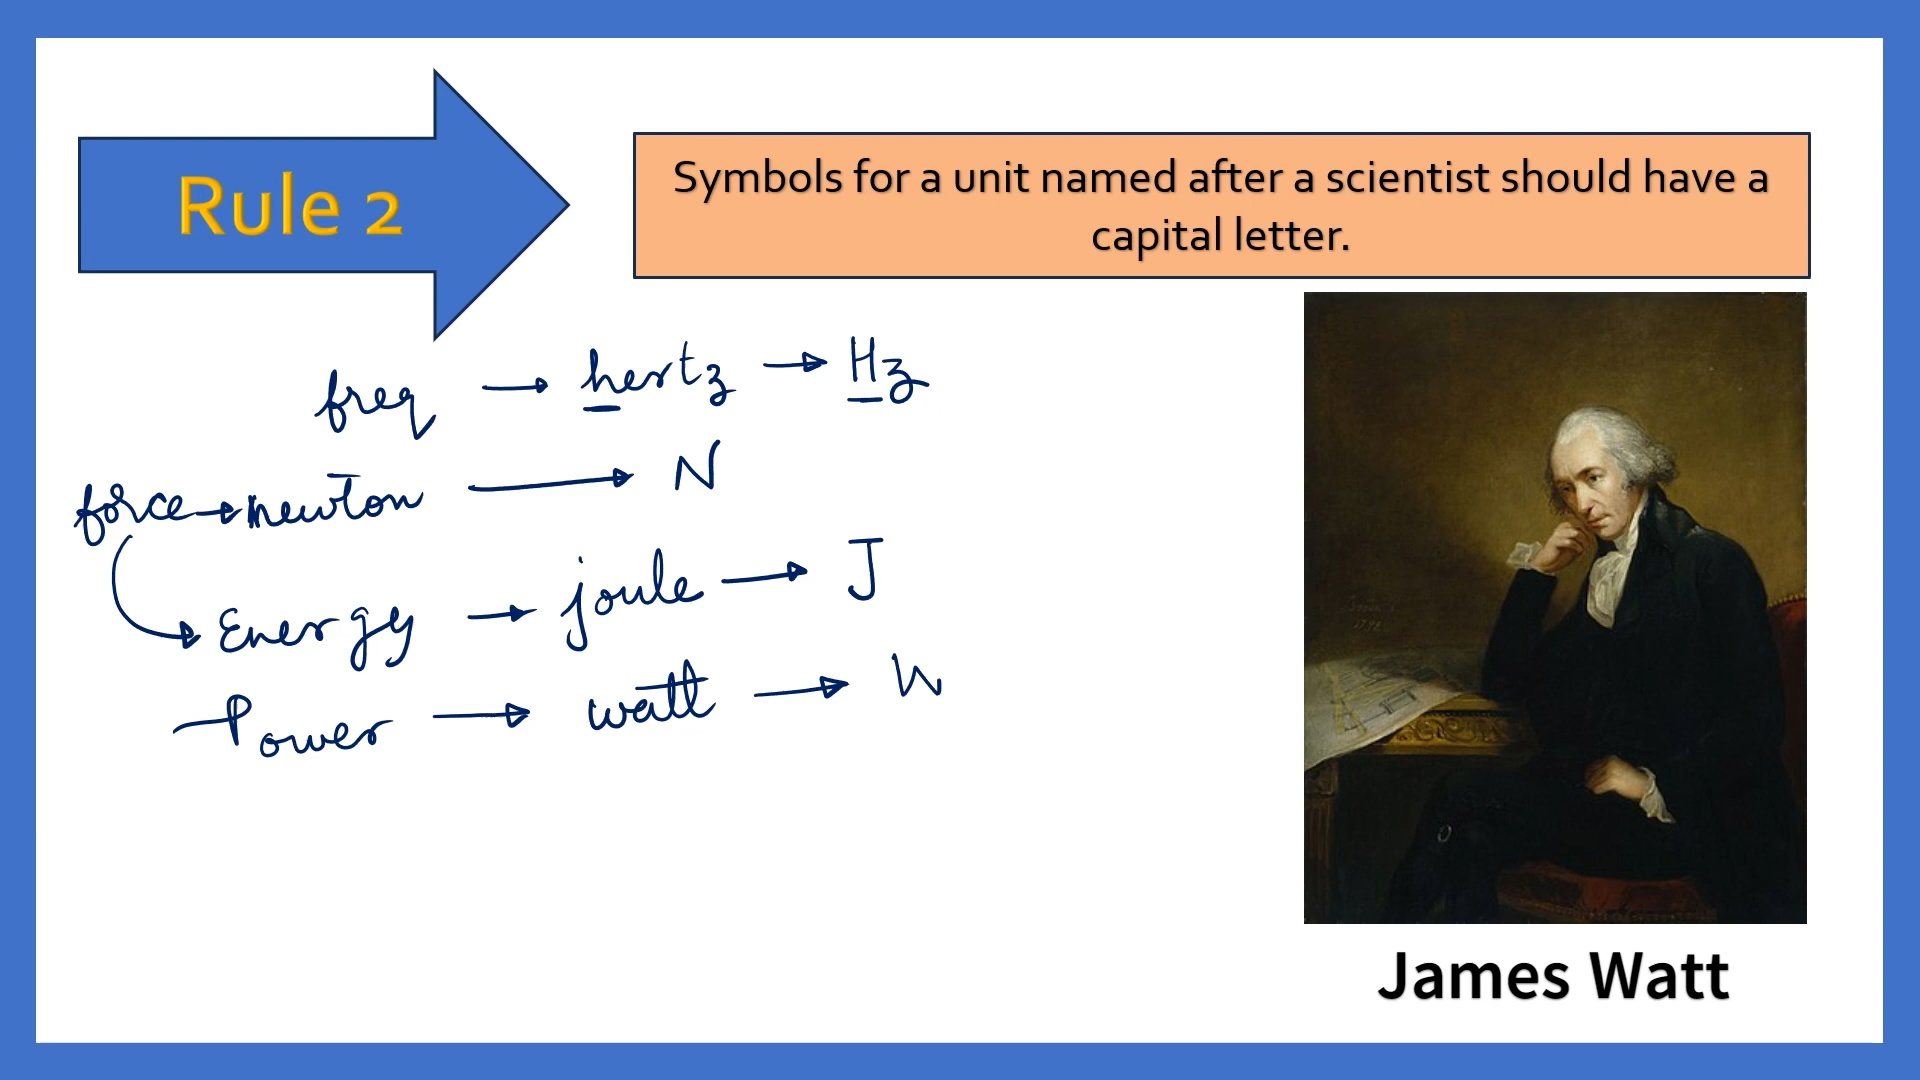 Rule 2
Symbols for a unit named after a scientist should have a
capital letter.
freq → hertz → Hz
force → newton → N
Energy → joule → J
Power → watt → W
James Watt